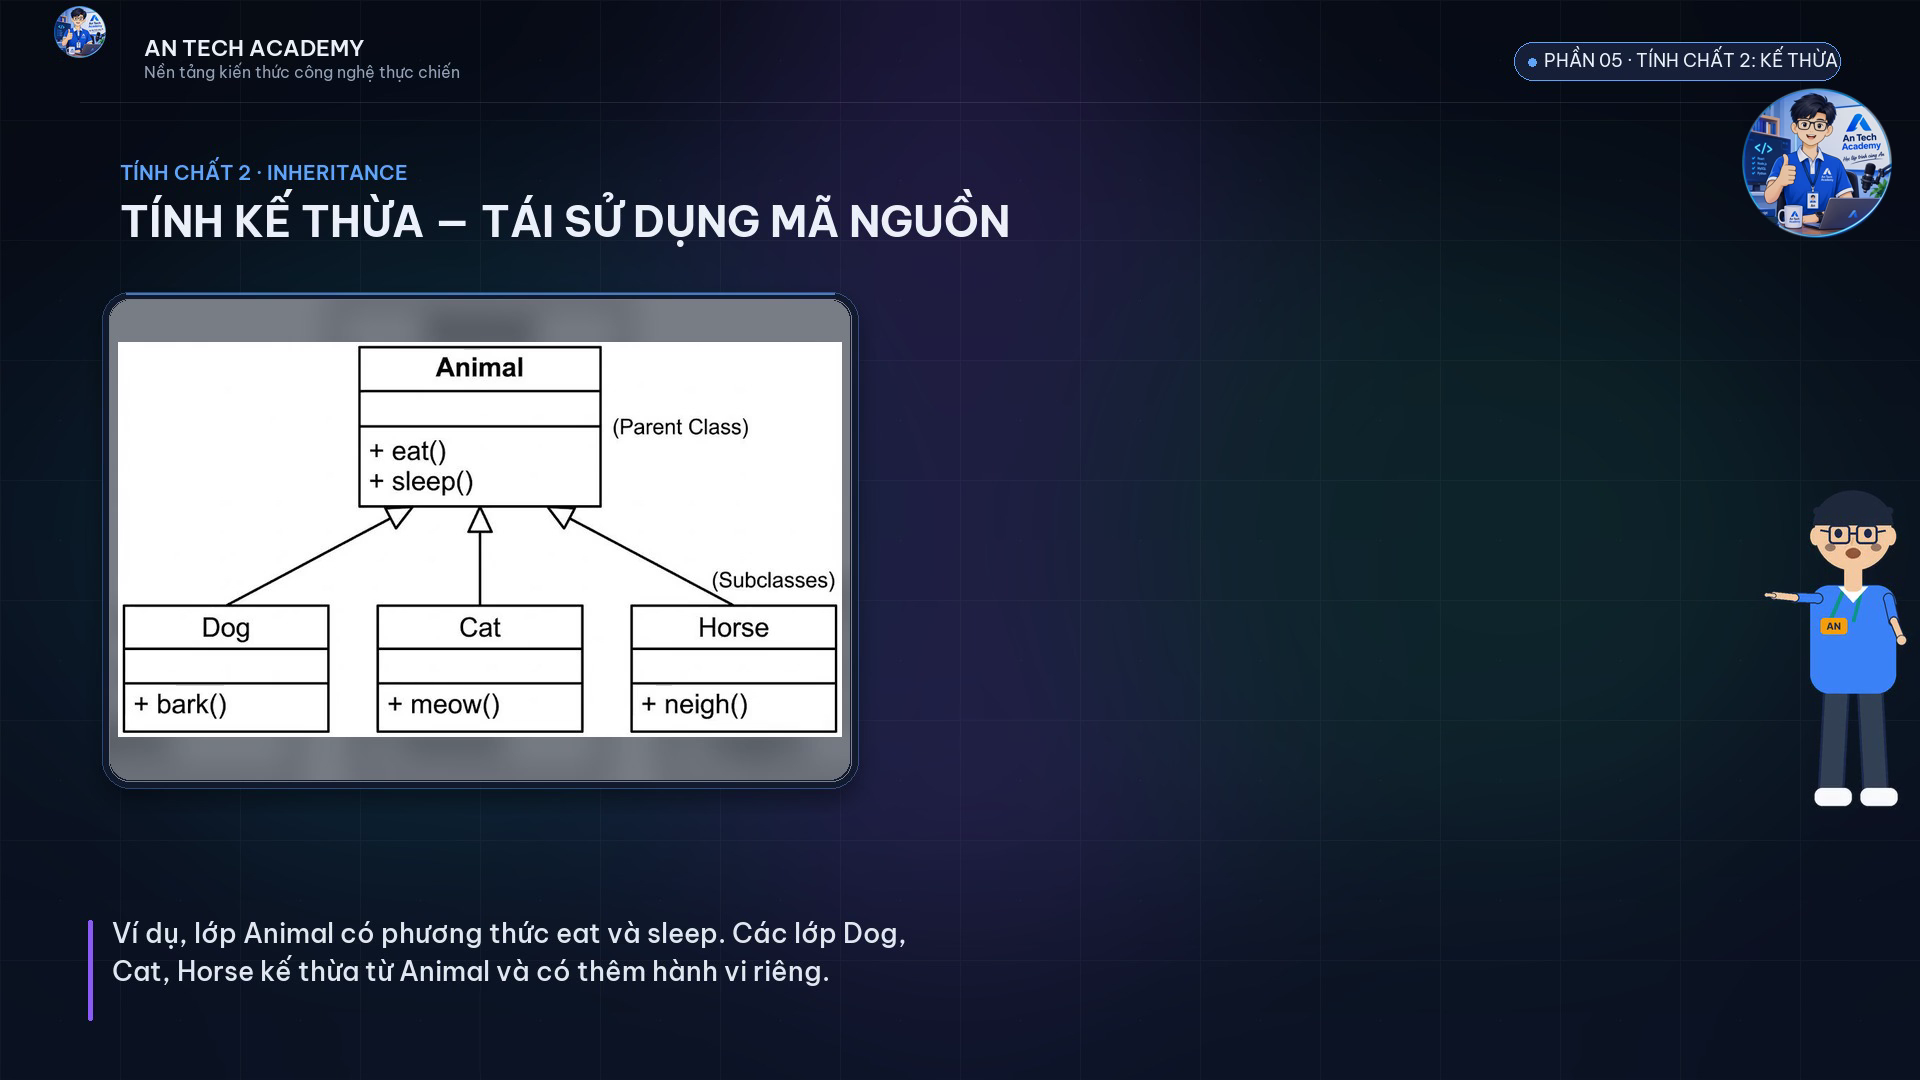 AN TECH ACADEMY
Nền tảng kiến thức công nghệ thực chiến
PHẦN 05 · TÍNH CHẤT 2: KẾ THỪA
An Tech
Academy
TÍNH CHẤT 2 · INHERITANCE
TÍNH KẾ THỪA — TÁI SỬ DỤNG MÃ NGUỒN
Animal
(Parent Class)
+ eat()
+ sleep()
(Subclasses)
Dog
Cat
Horse
+ bark()
+ meow()
+ neigh()
AN
Ví dụ, lớp Animal có phương thức eat và sleep. Các lớp Dog,
Cat, Horse kế thừa từ Animal và có thêm hành vi riêng.